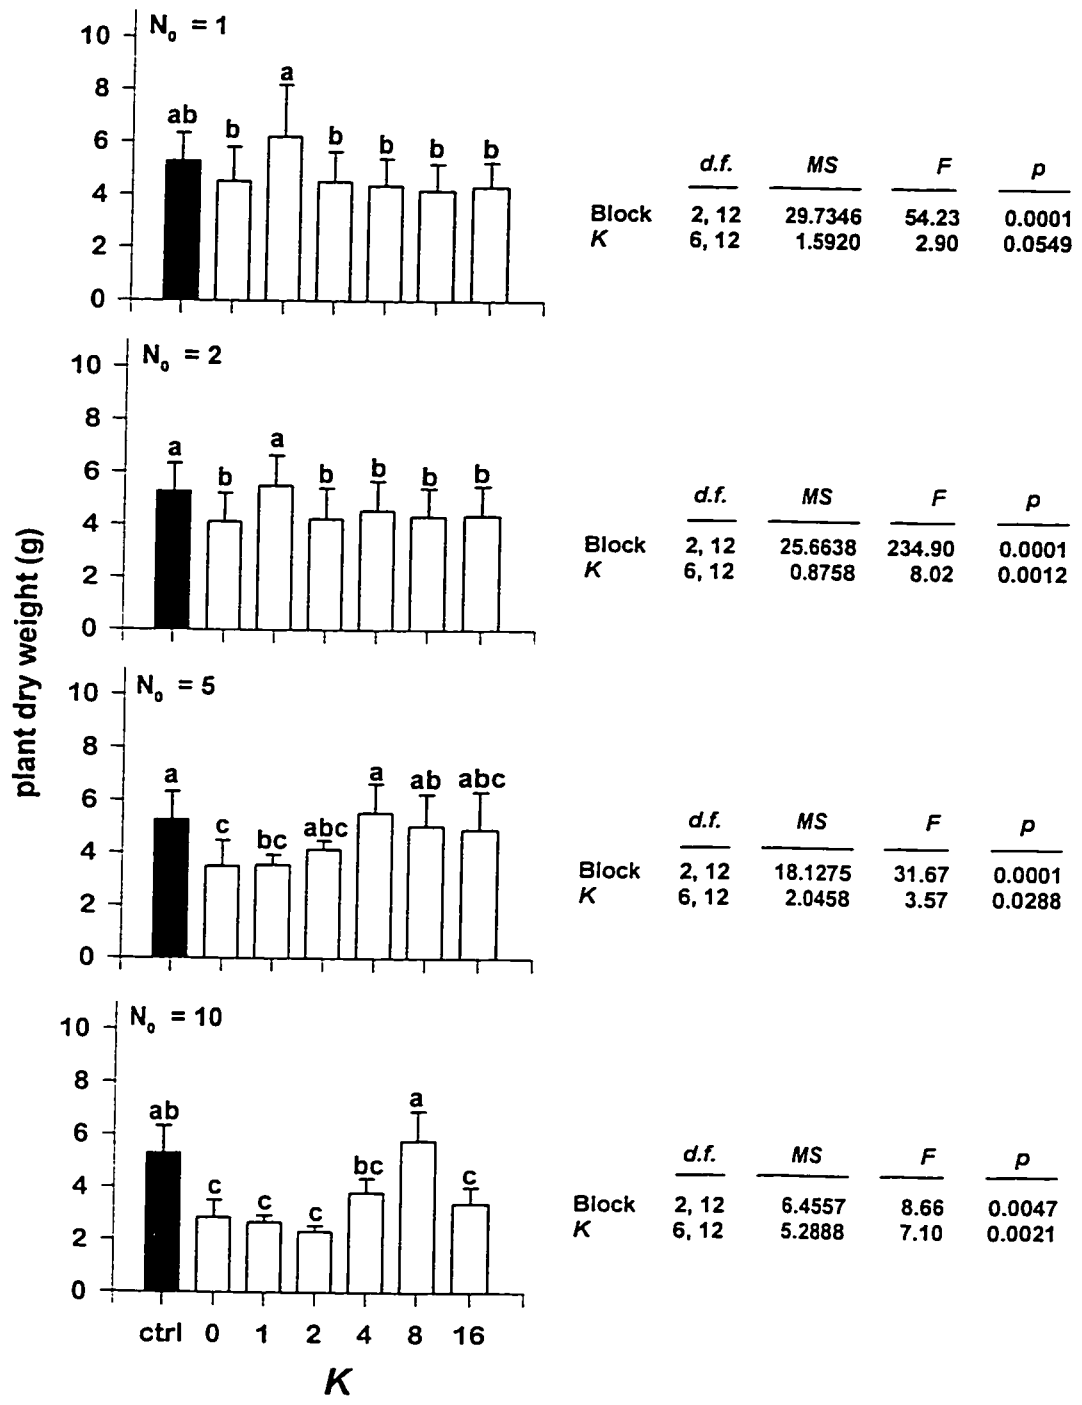 plant dry weight (g)
N₀ = 1
10
8
6
4
2
0
ab b a b b b b
d.f. MS F p
Block 2, 12 29.7346 54.23 0.0001
K 6, 12 1.5920 2.90 0.0549
N₀ = 2
10
8
6
4
2
0
a b a b b b b
d.f. MS F p
Block 2, 12 25.6638 234.90 0.0001
K 6, 12 0.8758 8.02 0.0012
N₀ = 5
10
8
6
4
2
0
a c bc abc a ab abc
d.f. MS F p
Block 2, 12 18.1275 31.67 0.0001
K 6, 12 2.0458 3.57 0.0288
N₀ = 10
10
8
6
4
2
0
ab c c c bc a c
d.f. MS F p
Block 2, 12 6.4557 8.66 0.0047
K 6, 12 5.2888 7.10 0.0021
ctrl 0 1 2 4 8 16
K